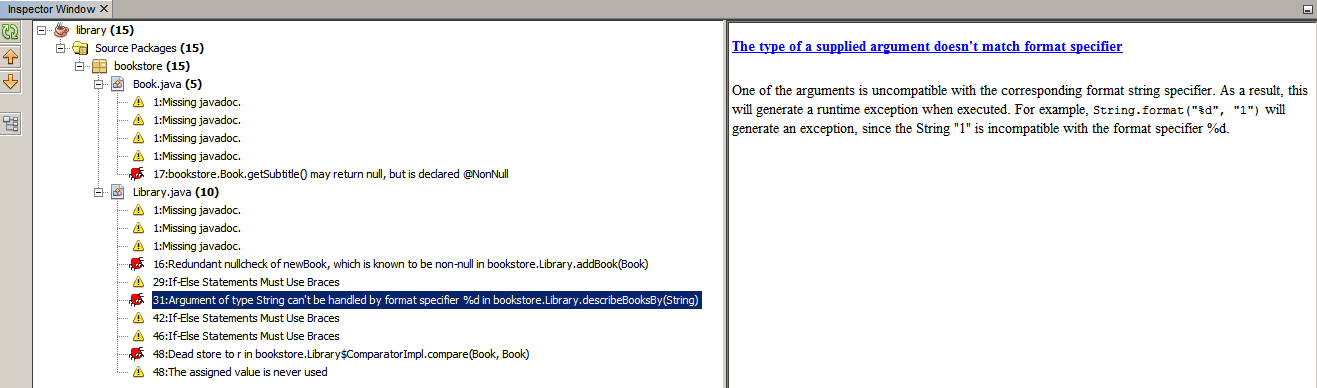 Inspector Window
library (15)
Source Packages (15)
bookstore (15)
Book.java (5)
1:Missing javadoc.
1:Missing javadoc.
1:Missing javadoc.
1:Missing javadoc.
17:bookstore.Book.getSubtitle() may return null, but is declared @NonNull
Library.java (10)
1:Missing javadoc.
1:Missing javadoc.
1:Missing javadoc.
16:Redundant nullcheck of newBook, which is known to be non-null in bookstore.Library.addBook(Book)
29:If-Else Statements Must Use Braces
31:Argument of type String can't be handled by format specifier %d in bookstore.Library.describeBooksBy(String)
42:If-Else Statements Must Use Braces
46:If-Else Statements Must Use Braces
48:Dead store to r in bookstore.Library$ComparatorImpl.compare(Book, Book)
48:The assigned value is never used
The type of a supplied argument doesn't match format specifier
One of the arguments is uncompatible with the corresponding format string specifier. As a result, this
will generate a runtime exception when executed. For example, String.format("%d", "1") will
generate an exception, since the String "1" is incompatible with the format specifier %d.